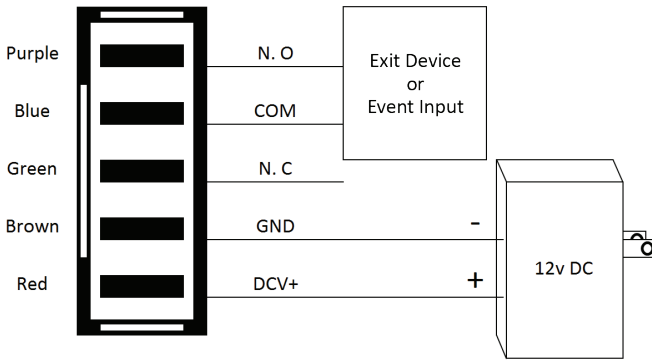 Purple N. O Exit Device
or
Event Input
Blue COM
Green N. C
Brown GND -
Red DCV+ +
12v DC